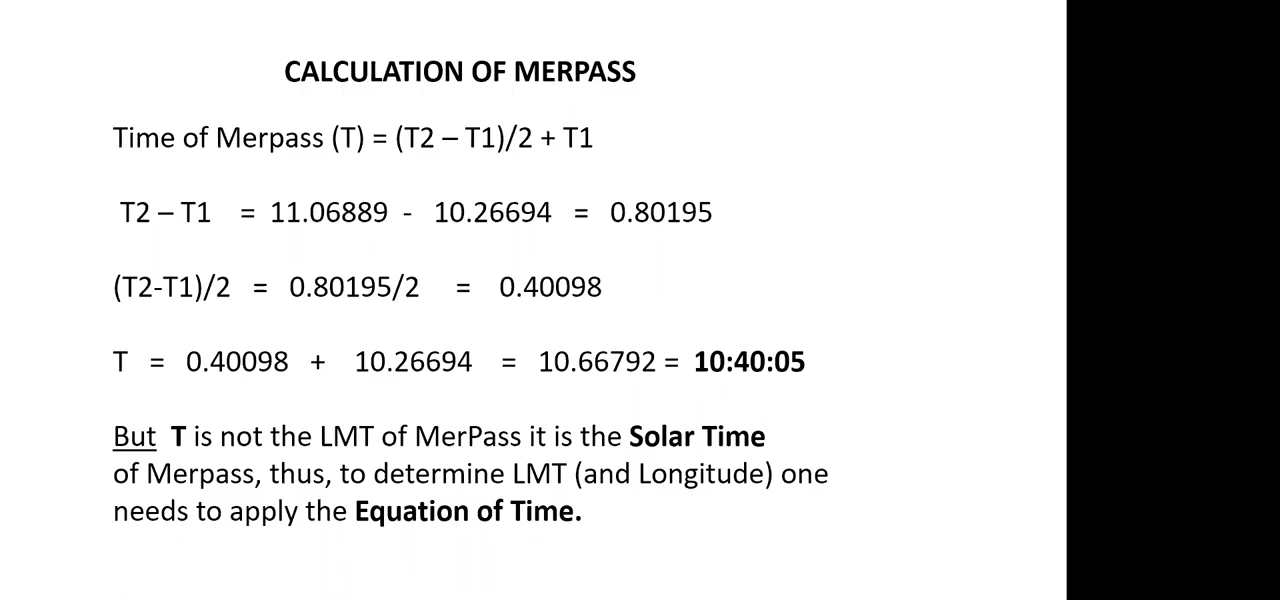 CALCULATION OF MERPASS
Time of Merpass (T) = (T2 – T1)/2 + T1
T2 – T1 = 11.06889 - 10.26694 = 0.80195
(T2-T1)/2 = 0.80195/2 = 0.40098
T = 0.40098 + 10.26694 = 10.66792 = 10:40:05
But T is not the LMT of MerPass it is the Solar Time
of Merpass, thus, to determine LMT (and Longitude) one
needs to apply the Equation of Time.